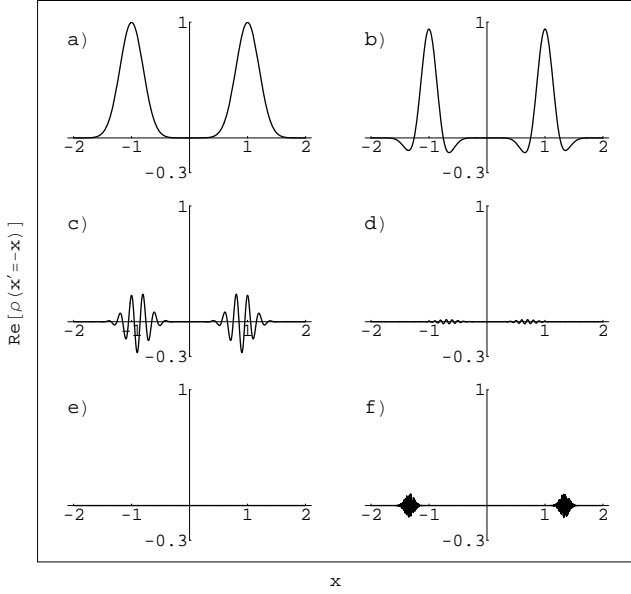 a)
1
-2 -1 1 2
-0.3
b)
1
-2 -1 1 2
-0.3
c)
1
-2 -1 1 2
-0.3
d)
1
-2 -1 1 2
-0.3
e)
1
-2 -1 1 2
-0.3
f)
1
-2 -1 1 2
-0.3
Re[ρ(x′=-x)]
x